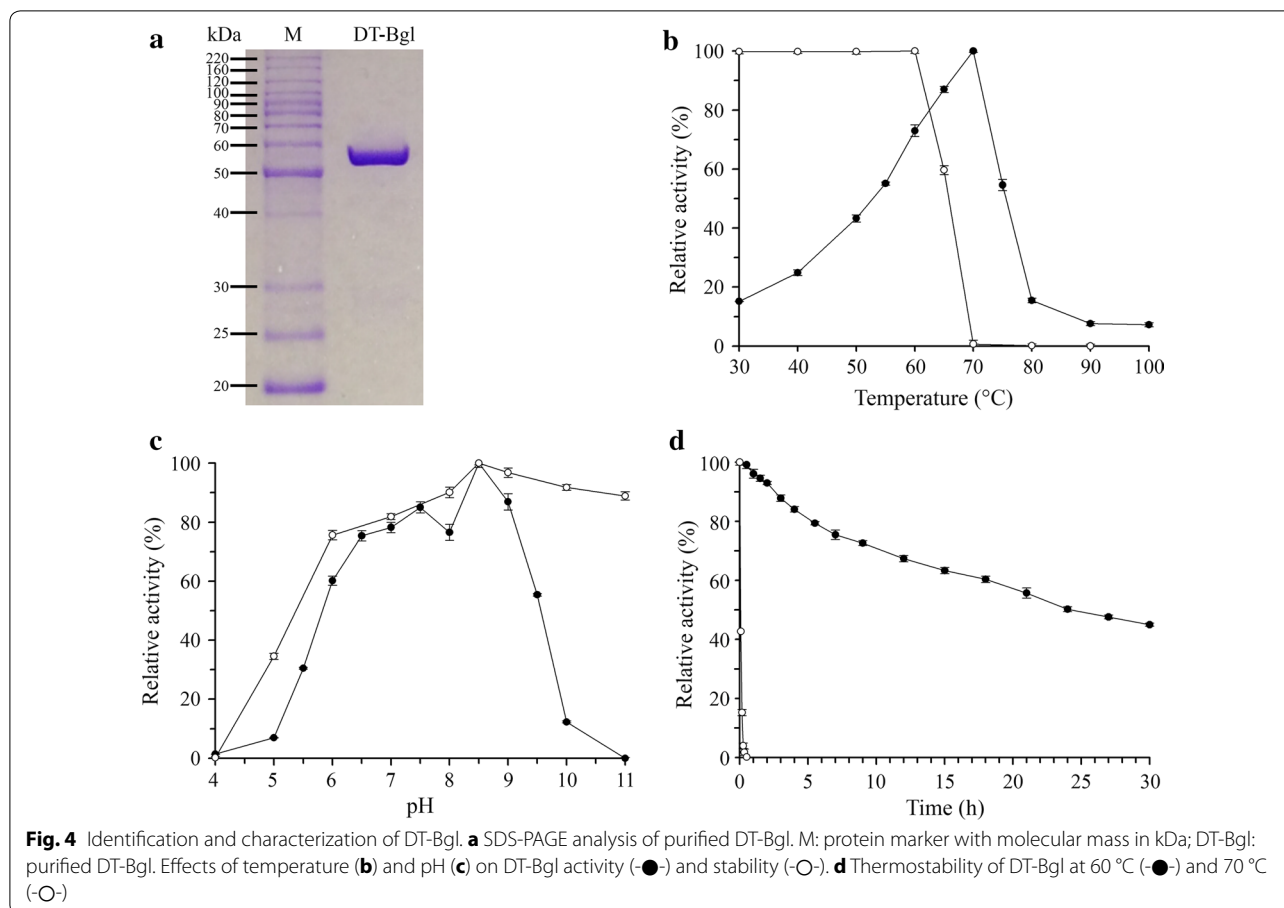 a
kDa M DT-Bgl
220
160
120
100
90
80
70
60
50
40
30
25
20
b
Relative activity (%)
100
80
60
40
20
0
30 40 50 60 70 80 90 100
Temperature (°C)
c
Relative activity (%)
100
80
60
40
20
0
4 5 6 7 8 9 10 11
pH
d
Relative activity (%)
100
80
60
40
20
0
0 5 10 15 20 25 30
Time (h)
Fig. 4 Identification and characterization of DT-Bgl. a SDS-PAGE analysis of purified DT-Bgl. M: protein marker with molecular mass in kDa; DT-Bgl:
purified DT-Bgl. Effects of temperature (b) and pH (c) on DT-Bgl activity (-●-) and stability (-○-). d Thermostability of DT-Bgl at 60 °C (-●-) and 70 °C
(-○-)